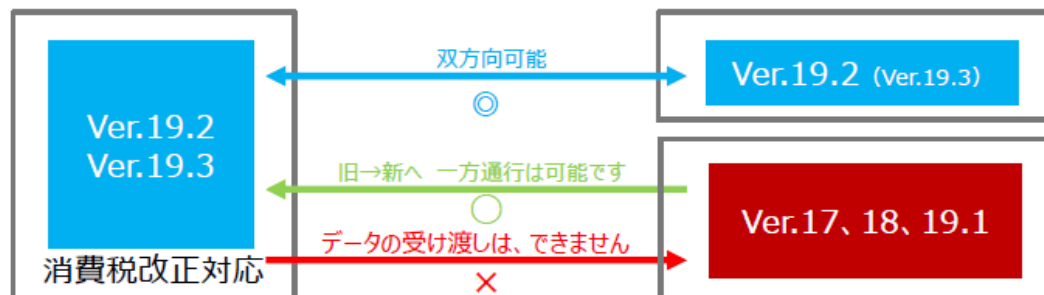 双方向可能
◎
Ver.19.2 (Ver.19.3)
Ver.19.2
Ver.19.3
旧→新へ 一方通行は可能です
○
Ver.17、18、19.1
データの受け渡しは、できません
×
消費税改正対応